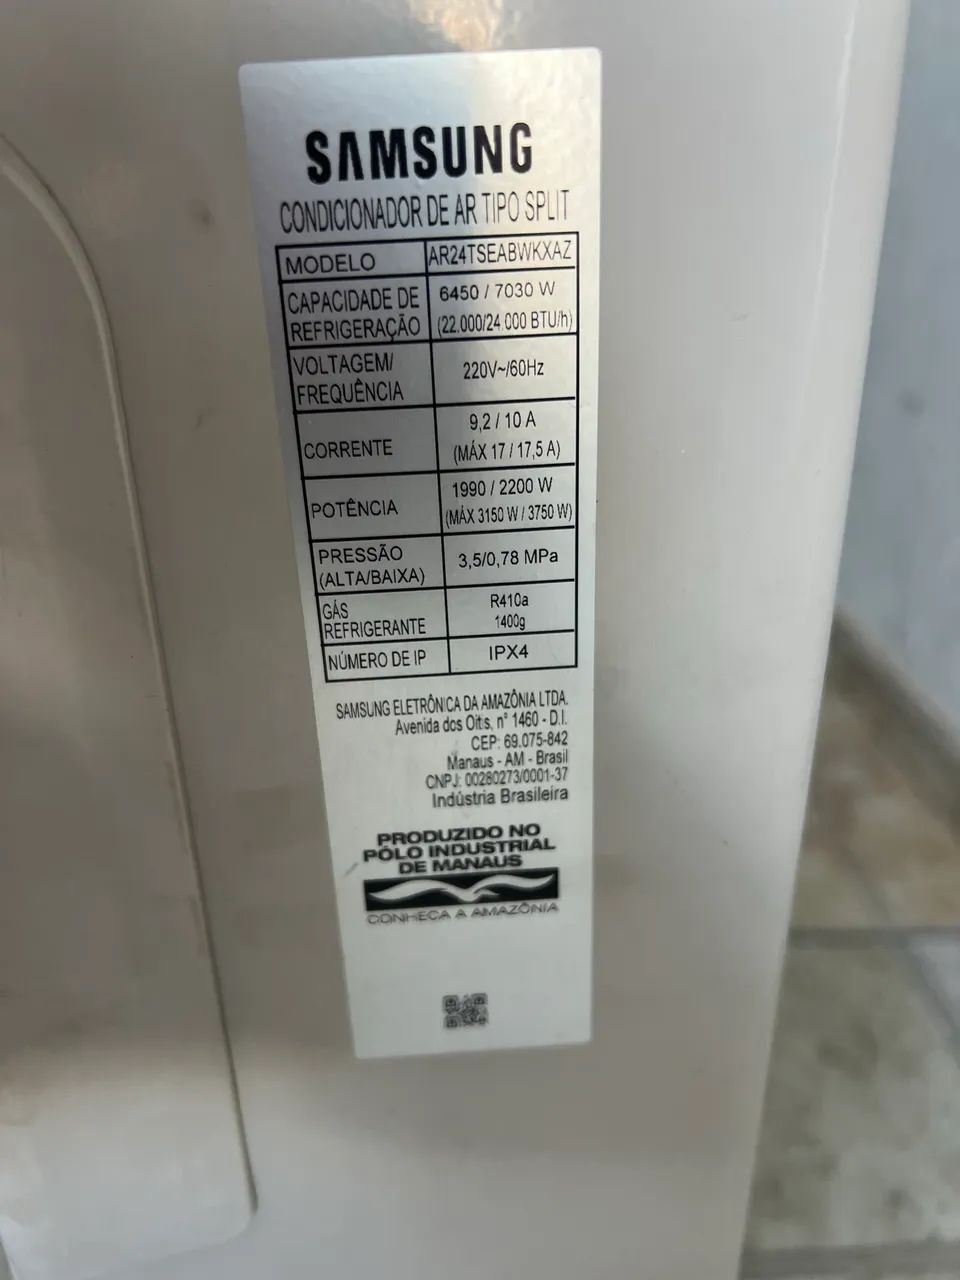 SAMSUNG
CONDICIONADOR DE AR TIPO SPLIT
MODELO AR24TSEABWKXAZ
CAPACIDADE DE REFRIGERAÇÃO 6450 / 7030 W
(22.000/24.000 BTU/h)
VOLTAGEM/
FREQUÊNCIA 220V~/60Hz
CORRENTE 9,2 / 10 A
(MÁX 17 / 17,5 A)
POTÊNCIA 1990 / 2200 W
(MÁX 3150 W / 3750 W)
PRESSÃO
(ALTA/BAIXA) 3,5/0,78 MPa
GÁS
REFRIGERANTE R410a
1400g
NÚMERO DE IP IPX4
SAMSUNG ELETRÔNICA DA AMAZÔNIA LTDA.
Avenida dos Oitis, n° 1460 - D.I.
CEP: 69.075-842
Manaus - AM - Brasil
CNPJ: 00280273/0001-37
Indústria Brasileira
PRODUZIDO NO
PÓLO INDUSTRIAL
DE MANAUS
CONHEÇA A AMAZÔNIA